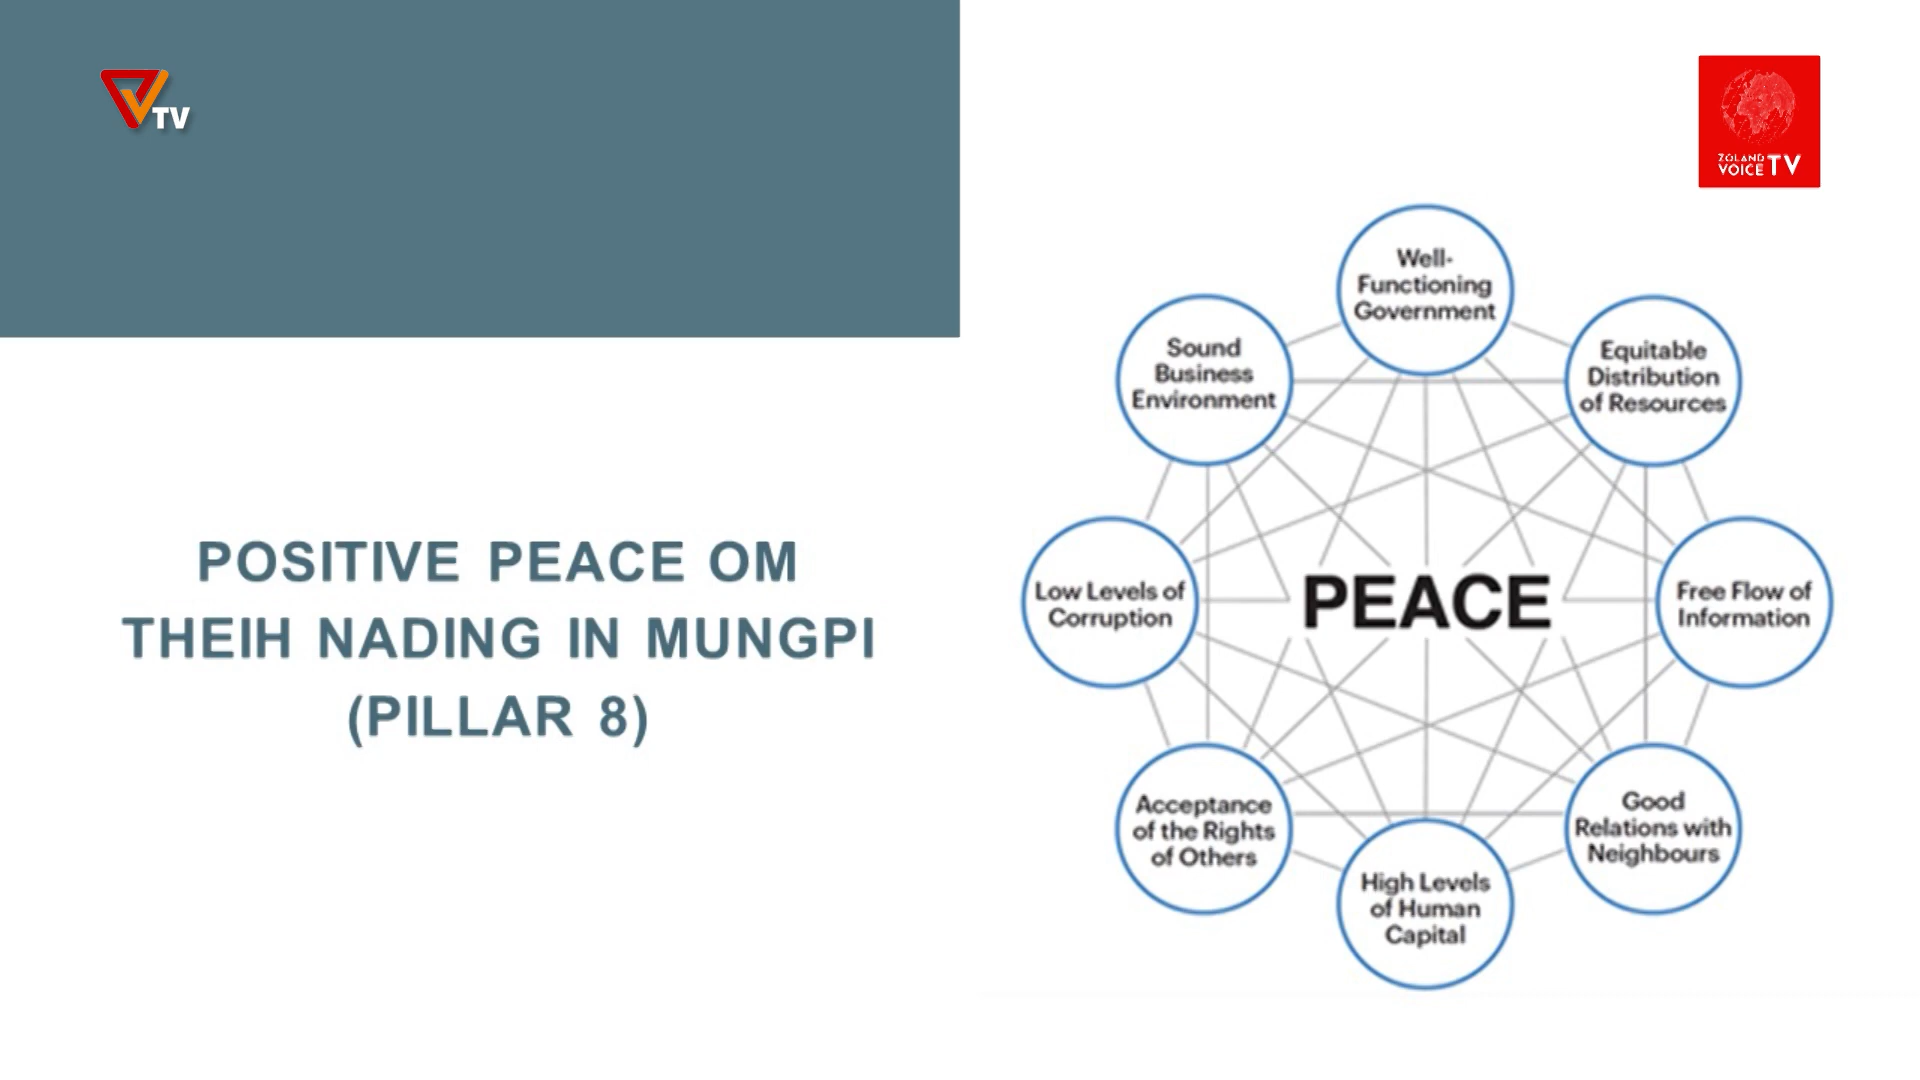 TV
ZOLAND
VOICE TV
POSITIVE PEACE OM
THEIH NADING IN MUNGPI
(PILLAR 8)
Well-
Functioning
Government
Sound
Business
Environment
Equitable
Distribution
of Resources
Low Levels of
Corruption
PEACE
Free Flow of
Information
Acceptance
of the Rights
of Others
Good
Relations with
Neighbours
High Levels
of Human
Capital